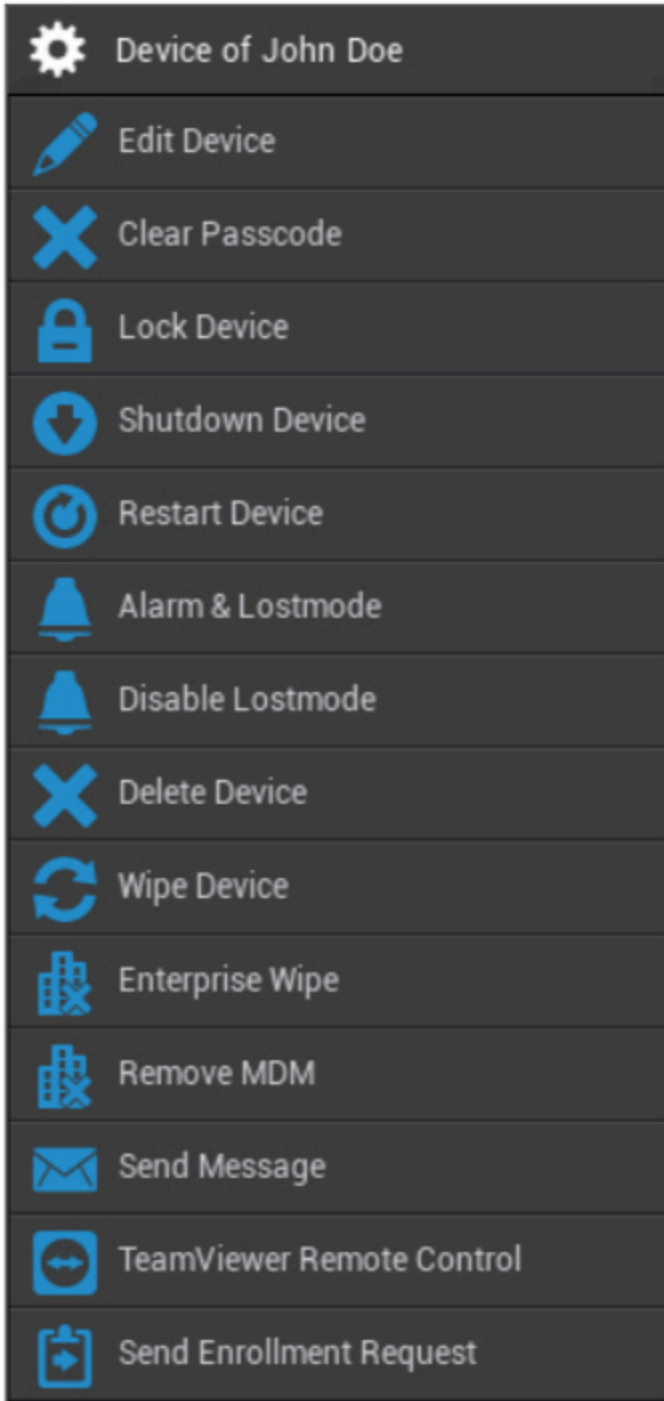 Device of John Doe
Edit Device
Clear Passcode
Lock Device
Shutdown Device
Restart Device
Alarm & Lostmode
Disable Lostmode
Delete Device
Wipe Device
Enterprise Wipe
Remove MDM
Send Message
TeamViewer Remote Control
Send Enrollment Request